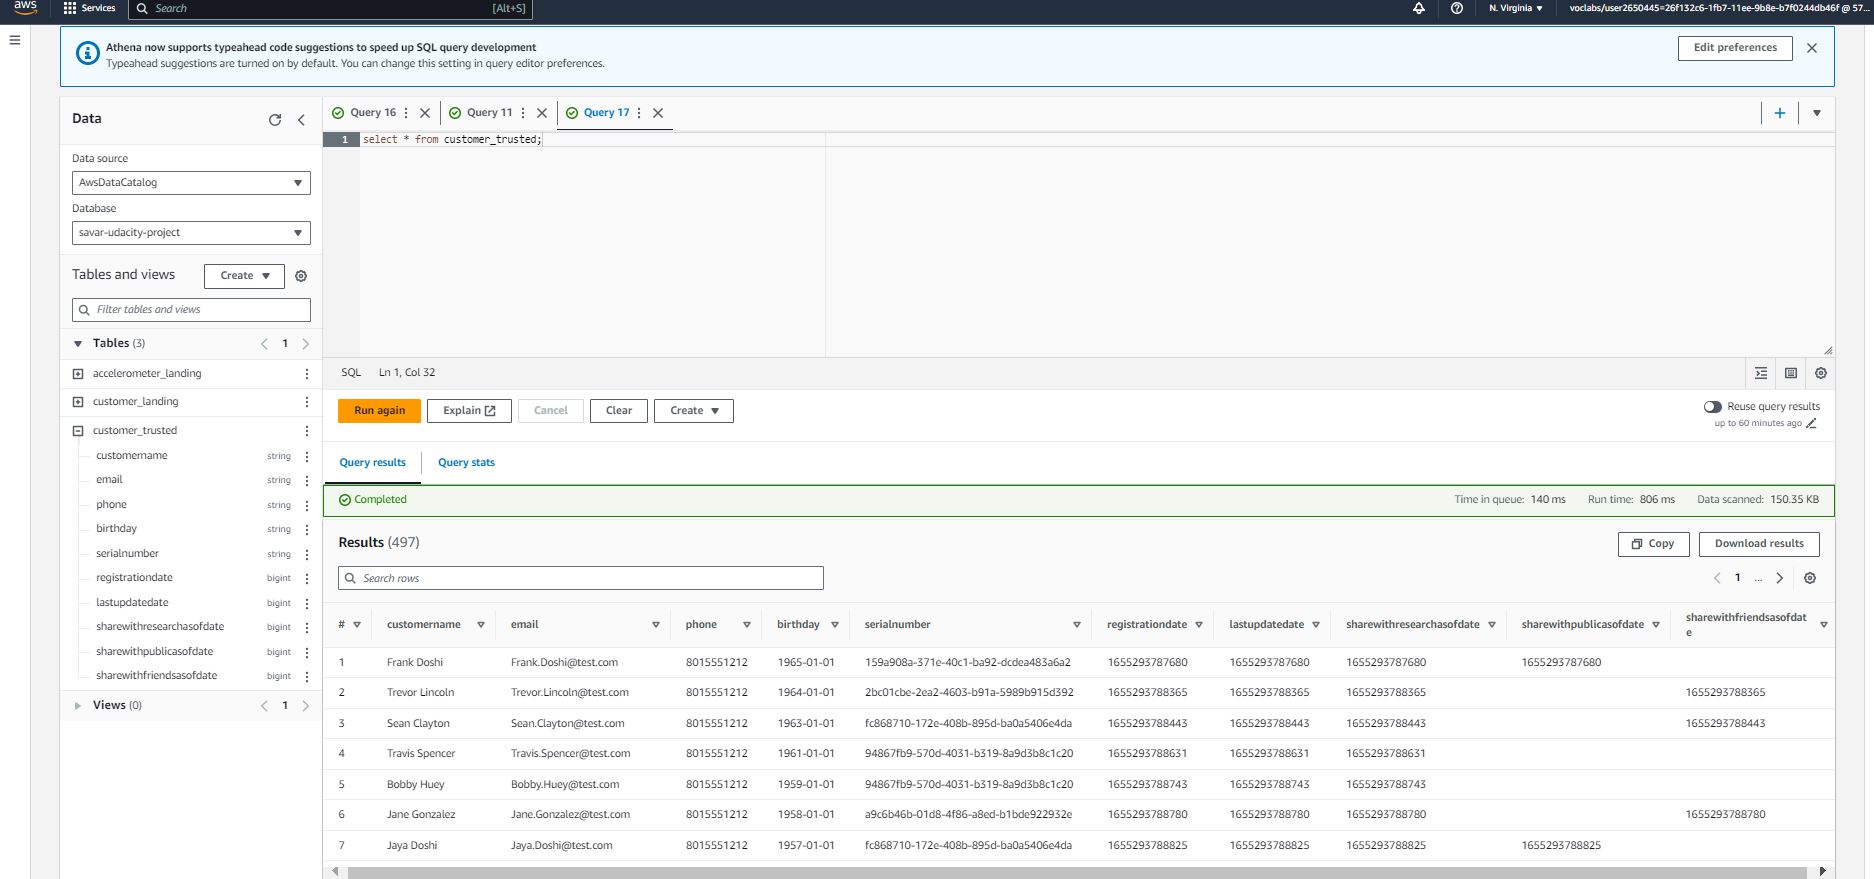 aws
Services
Search [Alt+S]
N. Virginia
voclabs/user2650445=26f132c6-1fb7-11ee-9b8e-b7f0244db46f @ 57...
Athena now supports typeahead code suggestions to speed up SQL query development
Typeahead suggestions are turned on by default. You can change this setting in query editor preferences.
Edit preferences
Data
Data source
AwsDataCatalog
Database
savar-udacity-project
Tables and views
Create
Filter tables and views
Tables (3) 1
accelerometer_landing
customer_landing
customer_trusted
customername string
email string
phone string
birthday string
serialnumber string
registrationdate bigint
lastupdatedate bigint
sharewithresearchasofdate bigint
sharewithpublicasofdate bigint
sharewithfriendsasofdate bigint
Views (0) 1
Query 16
Query 11
Query 17
1 select * from customer_trusted;
SQL Ln 1, Col 32
Run again
Explain
Cancel
Clear
Create
Reuse query results
up to 60 minutes ago
Query results
Query stats
Completed
Time in queue: 140 ms Run time: 806 ms Data scanned: 150.35 KB
Results (497)
Copy
Download results
Search rows
1 ...
# customername email phone birthday serialnumber registrationdate lastupdatedate sharewithresearchasofdate sharewithpublicasofdate sharewithfriendsasofdat
e
1 Frank Doshi Frank.Doshi@test.com 8015551212 1965-01-01 159a908a-371e-40c1-ba92-dcdea483a6a2 1655293787680 1655293787680 1655293787680 1655293787680
2 Trevor Lincoln Trevor.Lincoln@test.com 8015551212 1964-01-01 2bc01cbe-2ea2-4603-b91a-5989b915d392 1655293788365 1655293788365 1655293788365 1655293788365
3 Sean Clayton Sean.Clayton@test.com 8015551212 1963-01-01 fc868710-172e-408b-895d-ba0a5406e4da 1655293788443 1655293788443 1655293788443 1655293788443
4 Travis Spencer Travis.Spencer@test.com 8015551212 1961-01-01 94867fb9-570d-4031-b319-8a9d3b8c1c20 1655293788631 1655293788631 1655293788631
5 Bobby Huey Bobby.Huey@test.com 8015551212 1959-01-01 94867fb9-570d-4031-b319-8a9d3b8c1c20 1655293788743 1655293788743 1655293788743
6 Jane Gonzalez Jane.Gonzalez@test.com 8015551212 1958-01-01 a9c6b46b-01d8-4f86-a8ed-b1bde922932e 1655293788780 1655293788780 1655293788780 1655293788780
7 Jaya Doshi Jaya.Doshi@test.com 8015551212 1957-01-01 fc868710-172e-408b-895d-ba0a5406e4da 1655293788825 1655293788825 1655293788825 1655293788825